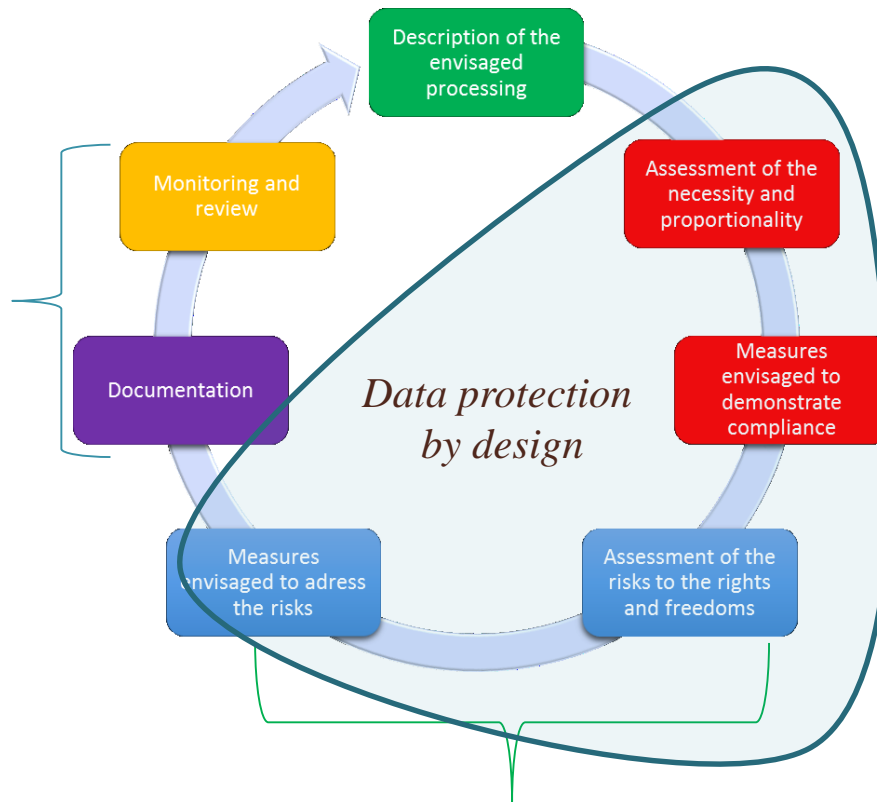 Description of the
envisaged
processing
Assessment of the
necessity and
proportionality
Measures
envisaged to
demonstrate
compliance
Assessment of the
risks to the rights
and freedoms
Measures
envisaged to adress
the risks
Documentation
Monitoring and
review
Data protection
by design